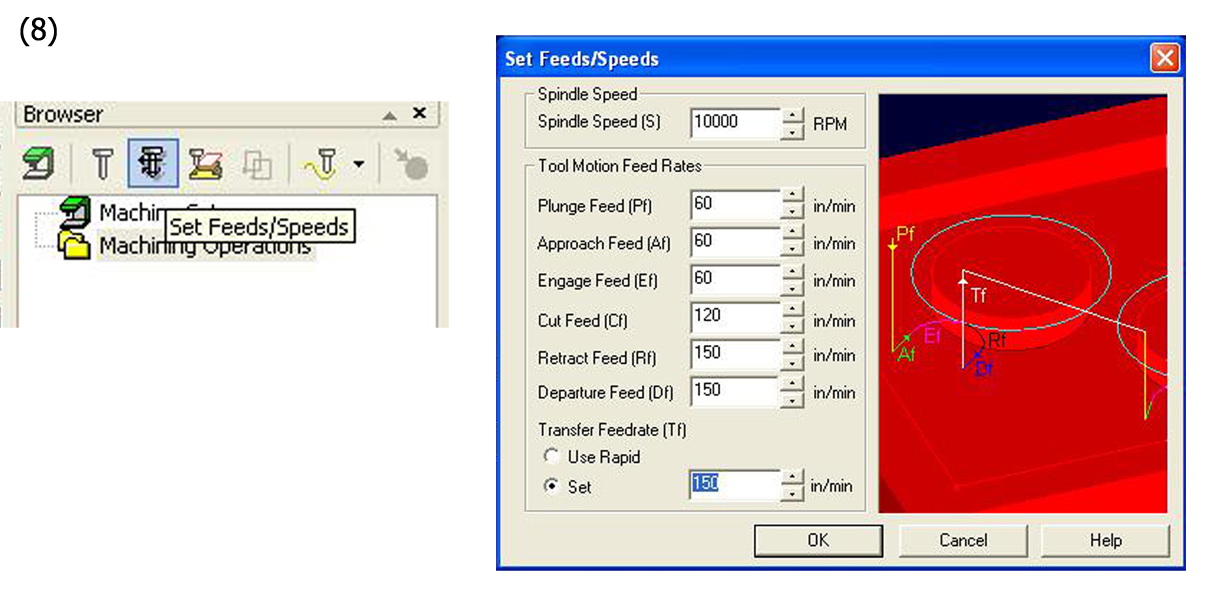 (8)
Browser
Machin
Set Feeds/Speeds
Machining Operations
Set Feeds/Speeds
Spindle Speed
Spindle Speed (S) 10000 RPM
Tool Motion Feed Rates
Plunge Feed (Pf) 60 in/min
Approach Feed (Af) 60 in/min
Engage Feed (Ef) 60 in/min
Cut Feed (Cf) 120 in/min
Retract Feed (Rf) 150 in/min
Departure Feed (Df) 150 in/min
Transfer Feedrate (Tf)
Use Rapid
Set 150 in/min
Pf
Tf
Ef
Rf
Af
Df
OK Cancel Help